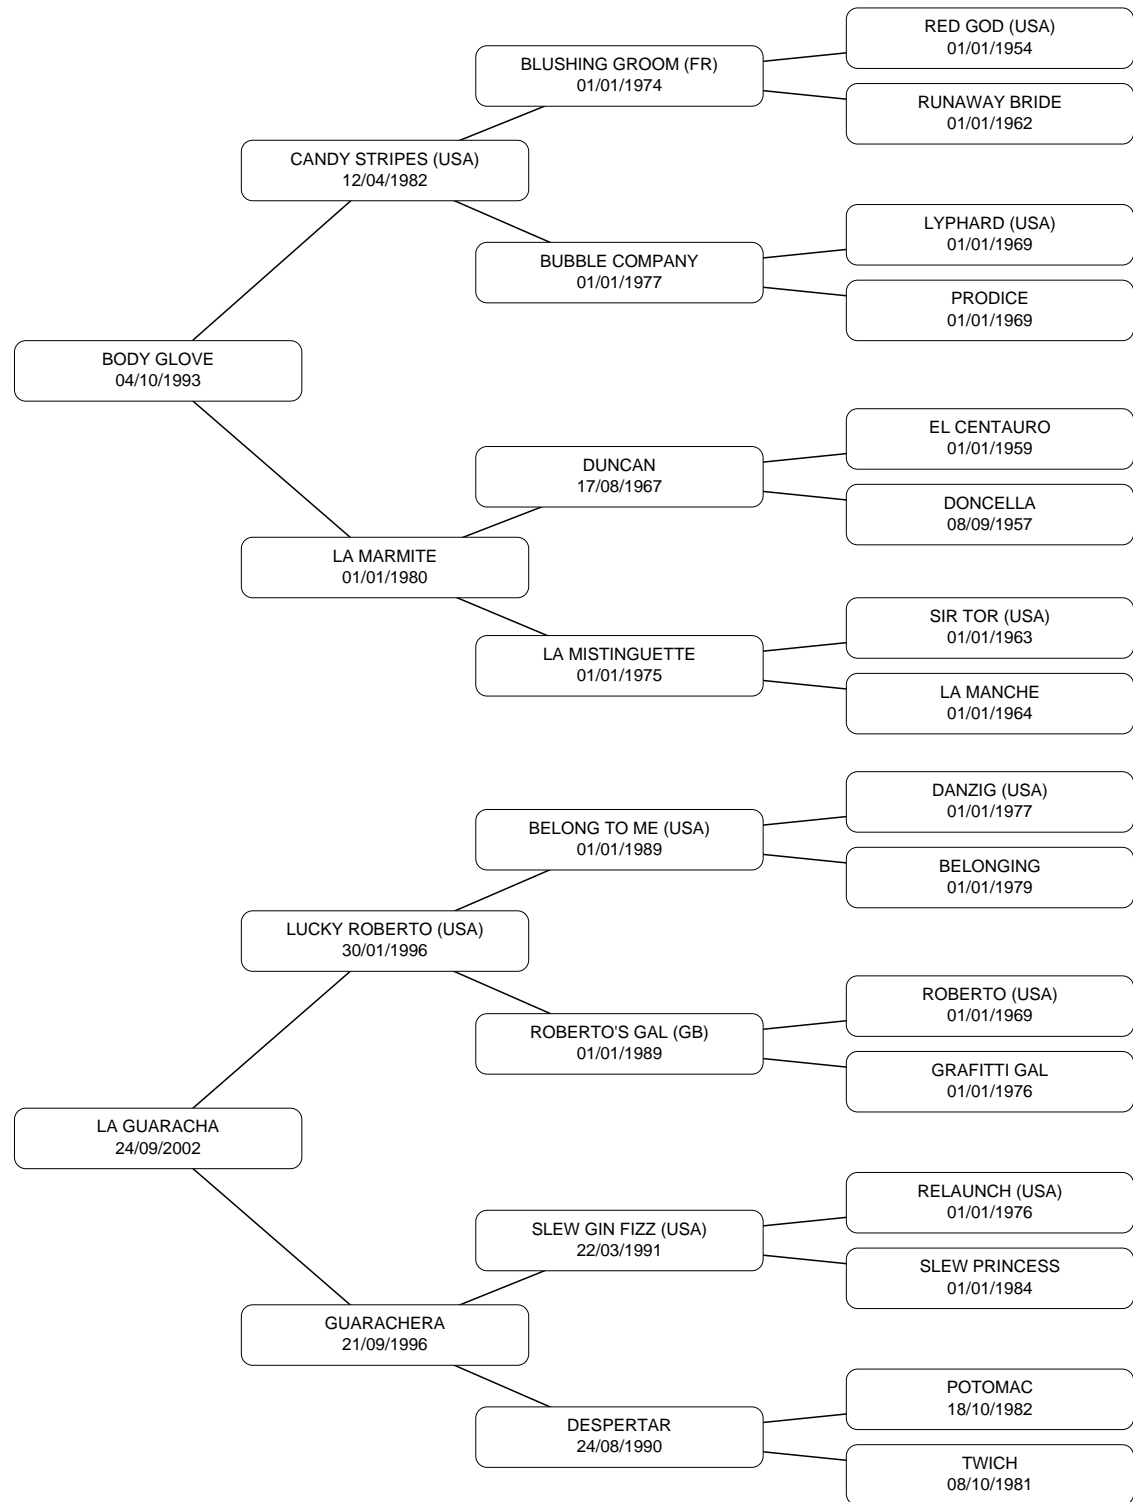 RED GOD (USA)
01/01/1954
BLUSHING GROOM (FR)
01/01/1974
RUNAWAY BRIDE
01/01/1962
CANDY STRIPES (USA)
12/04/1982
LYPHARD (USA)
01/01/1969
BUBBLE COMPANY
01/01/1977
PRODICE
01/01/1969
BODY GLOVE
04/10/1993
EL CENTAURO
01/01/1959
DUNCAN
17/08/1967
DONCELLA
08/09/1957
LA MARMITE
01/01/1980
SIR TOR (USA)
01/01/1963
LA MISTINGUETTE
01/01/1975
LA MANCHE
01/01/1964
DANZIG (USA)
01/01/1977
BELONG TO ME (USA)
01/01/1989
BELONGING
01/01/1979
LUCKY ROBERTO (USA)
30/01/1996
ROBERTO (USA)
01/01/1969
ROBERTO'S GAL (GB)
01/01/1989
GRAFITTI GAL
01/01/1976
LA GUARACHA
24/09/2002
RELAUNCH (USA)
01/01/1976
SLEW GIN FIZZ (USA)
22/03/1991
SLEW PRINCESS
01/01/1984
GUARACHERA
21/09/1996
POTOMAC
18/10/1982
DESPERTAR
24/08/1990
TWICH
08/10/1981